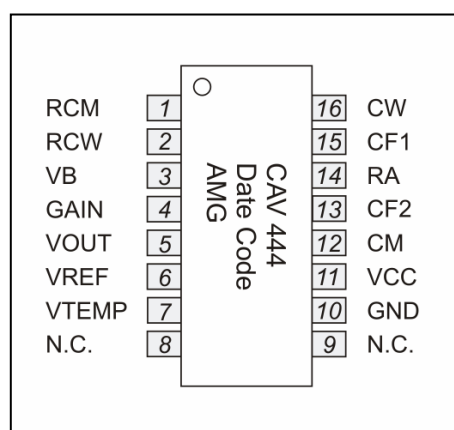 RCM 1 16 CW
RCW 2 15 CF1
VB 3 14 RA
GAIN 4 13 CF2
VOUT 5 12 CM
VREF 6 11 VCC
VTEMP 7 10 GND
N.C. 8 9 N.C.
CAV 444
Date Code
AMG